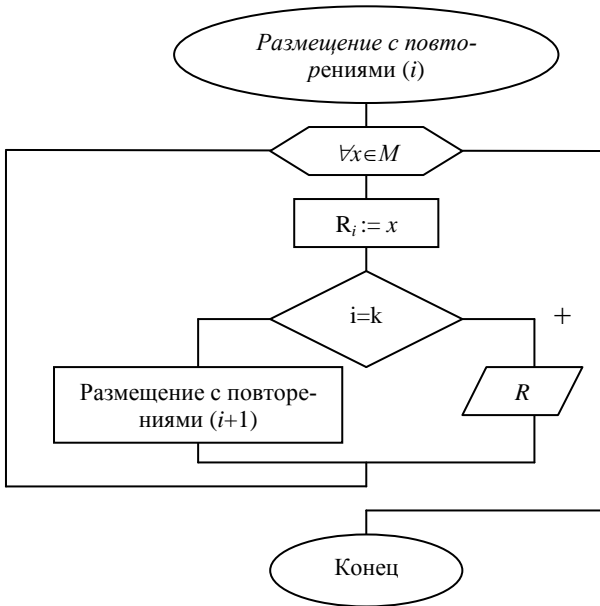 Размещение с повто-
рениями (i)
∀x∈M
Rᵢ := x
i=k
+
Размещение с повторе-
ниями (i+1)
R
Конец